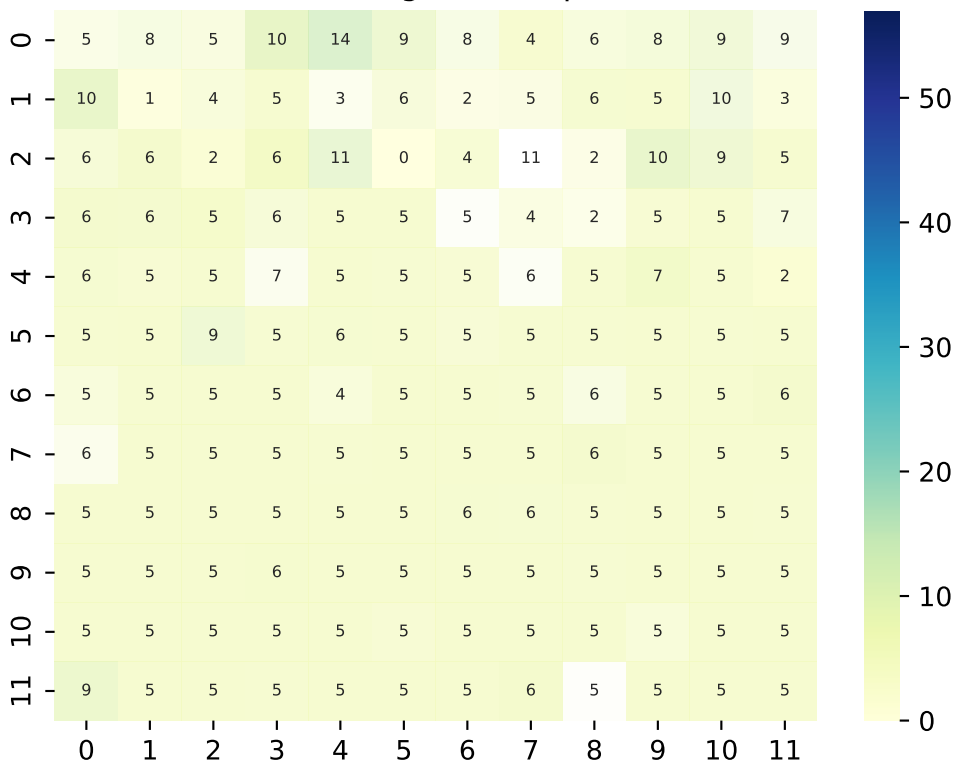 0 5 8 5 10 14 9 8 4 6 8 9 9
1 10 1 4 5 3 6 2 5 6 5 10 3
2 6 6 2 6 11 0 4 11 2 10 9 5
3 6 6 5 6 5 5 5 4 2 5 5 7
4 6 5 5 7 5 5 5 6 5 7 5 2
5 5 5 9 5 6 5 5 5 5 5 5 5
6 5 5 5 5 4 5 5 5 6 5 5 6
7 6 5 5 5 5 5 5 5 6 5 5 5
8 5 5 5 5 5 5 6 6 5 5 5 5
9 5 5 5 6 5 5 5 5 5 5 5 5
10 5 5 5 5 5 5 5 5 5 5 5 5
11 9 5 5 5 5 5 5 6 5 5 5 5
0 1 2 3 4 5 6 7 8 9 10 11
50
40
30
20
10
0